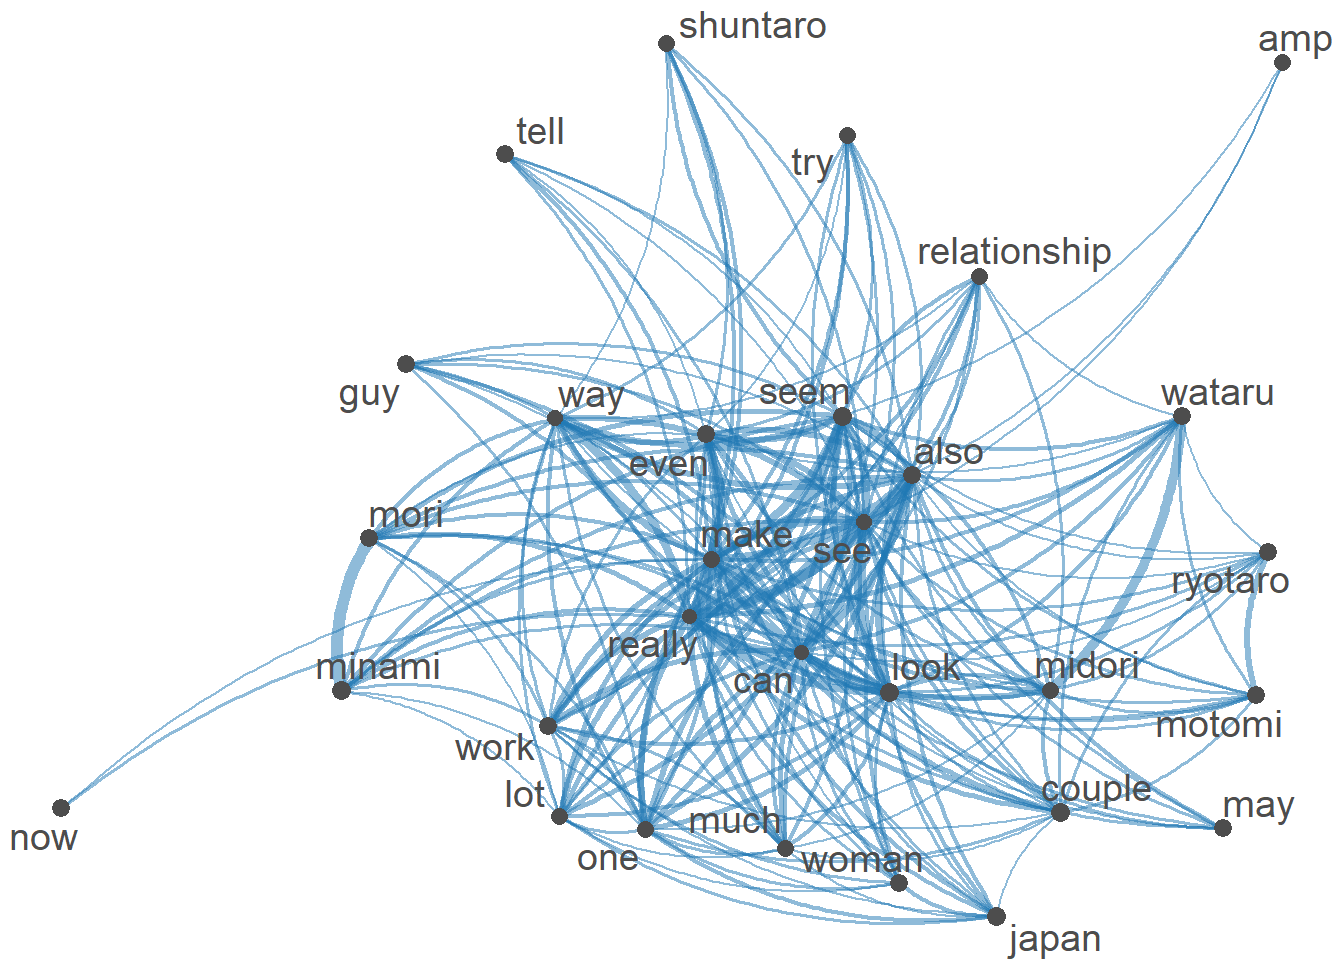 shuntaro
amp
tell
try
relationship
guy
way
seem
wataru
even
also
mori
make
see
ryotaro
really
minami
can
look
midori
work
motomi
lot
much
couple
may
now
one
woman
japan